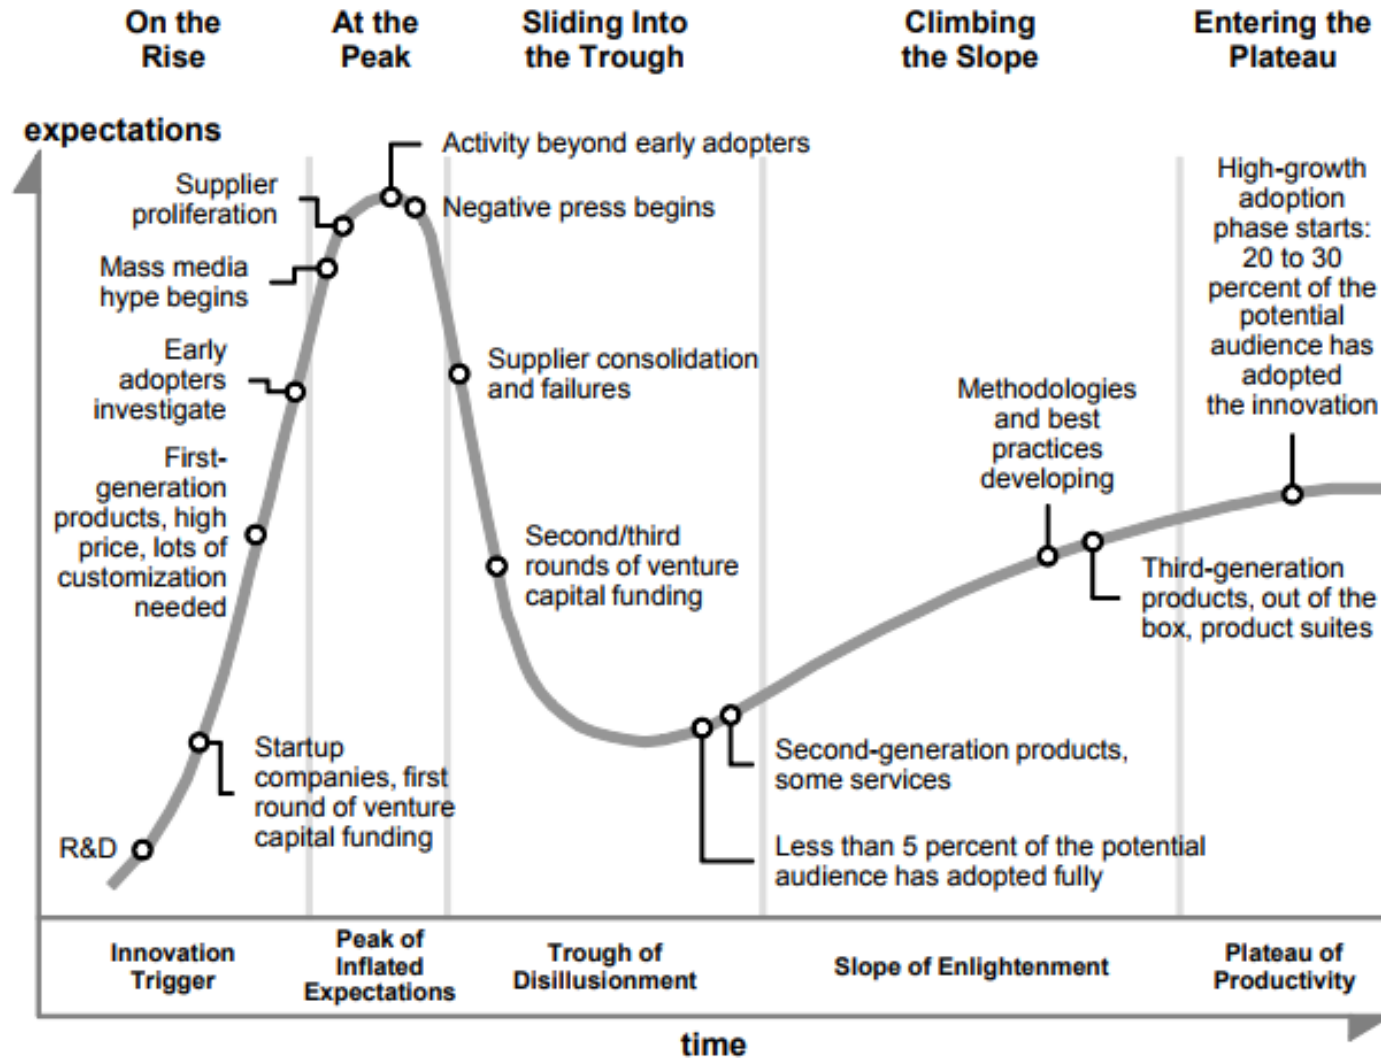 On the
Rise
At the
Peak
Sliding Into
the Trough
Climbing
the Slope
Entering the
Plateau
expectations
Activity beyond early adopters
Supplier
proliferation
Negative press begins
Mass media
hype begins
Early
adopters
investigate
First-
generation
products, high
price, lots of
customization
needed
Startup
companies, first
round of venture
capital funding
R&D
Supplier consolidation
and failures
Second/third
rounds of venture
capital funding
Second-generation products,
some services
Less than 5 percent of the potential
audience has adopted fully
Methodologies
and best
practices
developing
Third-generation
products, out of the
box, product suites
High-growth
adoption
phase starts:
20 to 30
percent of the
potential
audience has
adopted
the innovation
Innovation
Trigger
Peak of
Inflated
Expectations
Trough of
Disillusionment
Slope of Enlightenment
Plateau of
Productivity
time